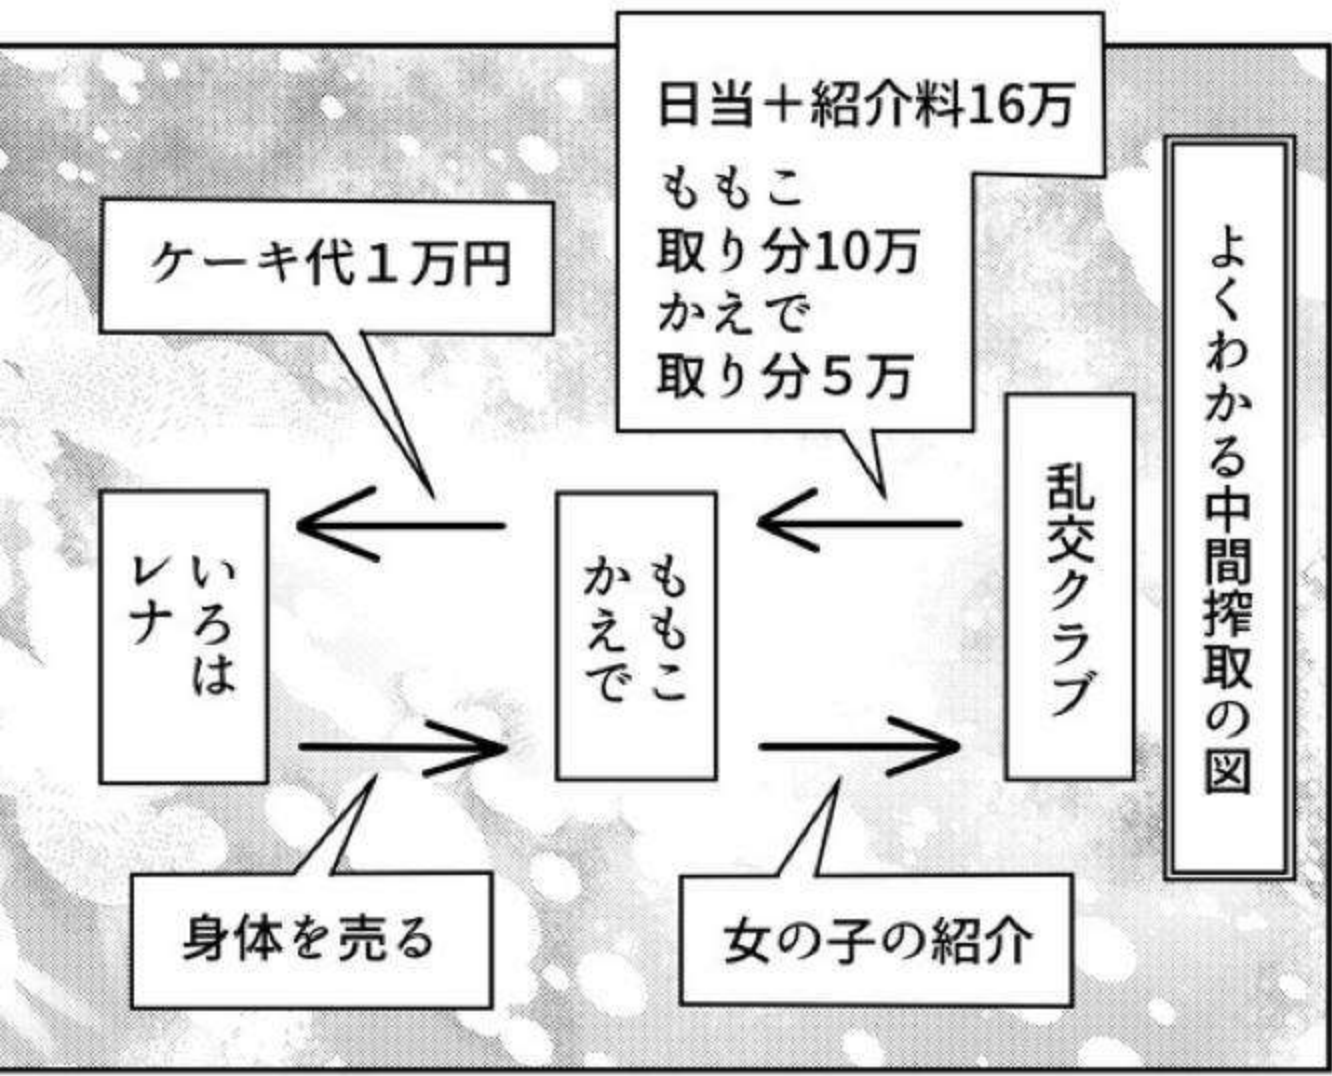 よくわかる中間搾取の図
日当＋紹介料16万
ももこ
取り分10万
かえで
取り分５万
乱交クラブ
ケーキ代１万円
ももこ
かえで
いろは
レナ
女の子の紹介
身体を売る